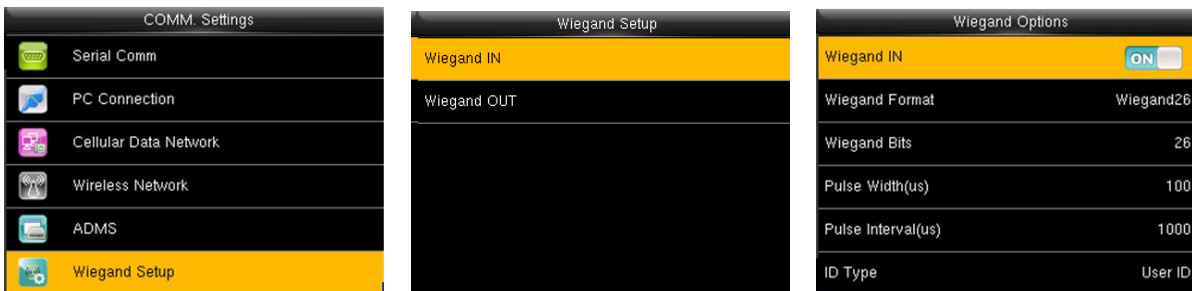 COMM. Settings
Serial Comm
PC Connection
Cellular Data Network
Wireless Network
ADMS
Wiegand Setup
Wiegand Setup
Wiegand IN
Wiegand OUT
Wiegand Options
Wiegand IN ON
Wiegand Format Wiegand26
Wiegand Bits 26
Pulse Width(us) 100
Pulse Interval(us) 1000
ID Type User ID